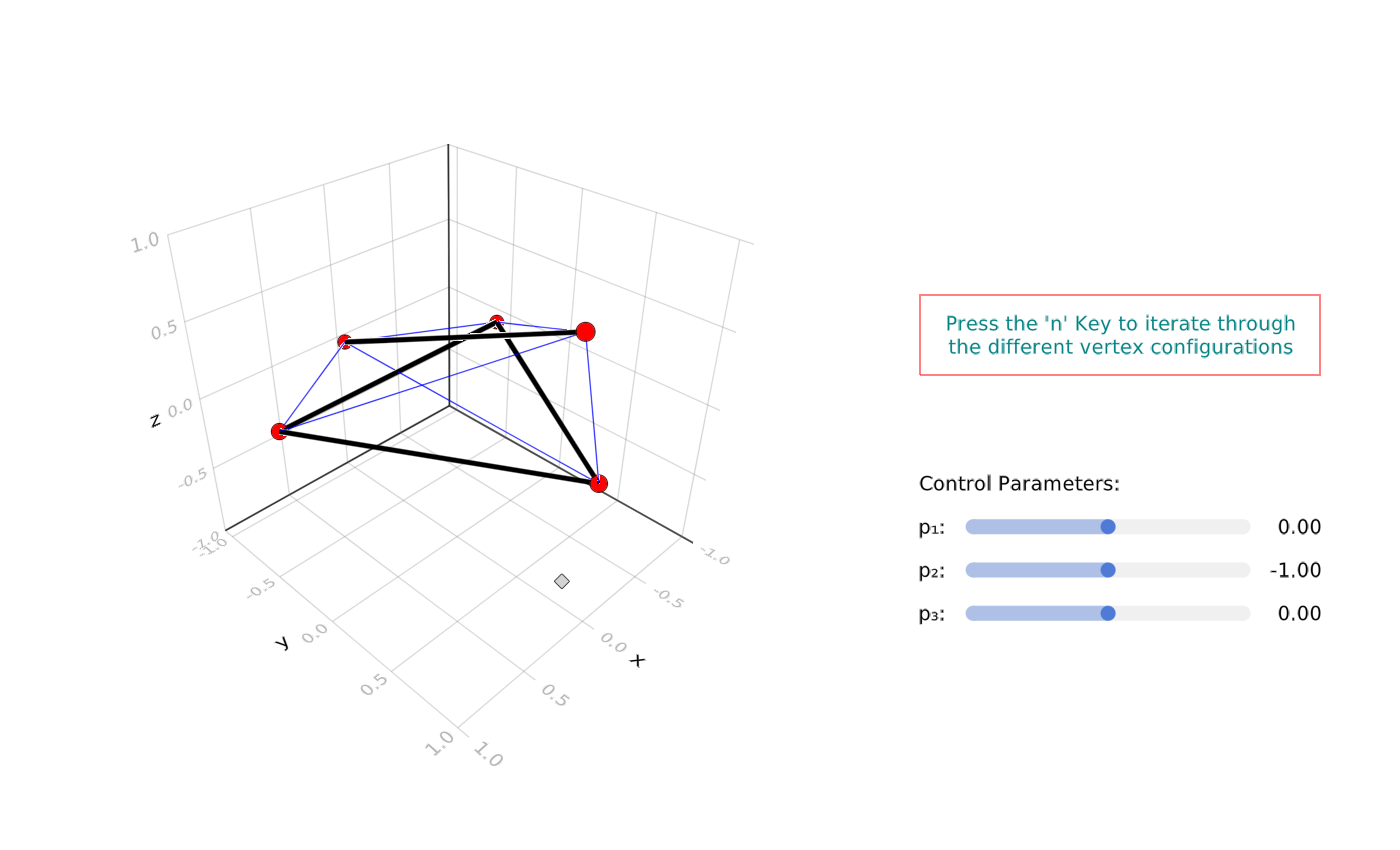 1.0
0.5
0.0
-0.5
-1.0
z
-1.0
-0.5
0.0
0.5
1.0
y
-1.0
-0.5
0.0
0.5
1.0
x
Press the 'n' Key to iterate through
the different vertex configurations
Control Parameters:
p₁: 0.00
p₂: -1.00
p₃: 0.00